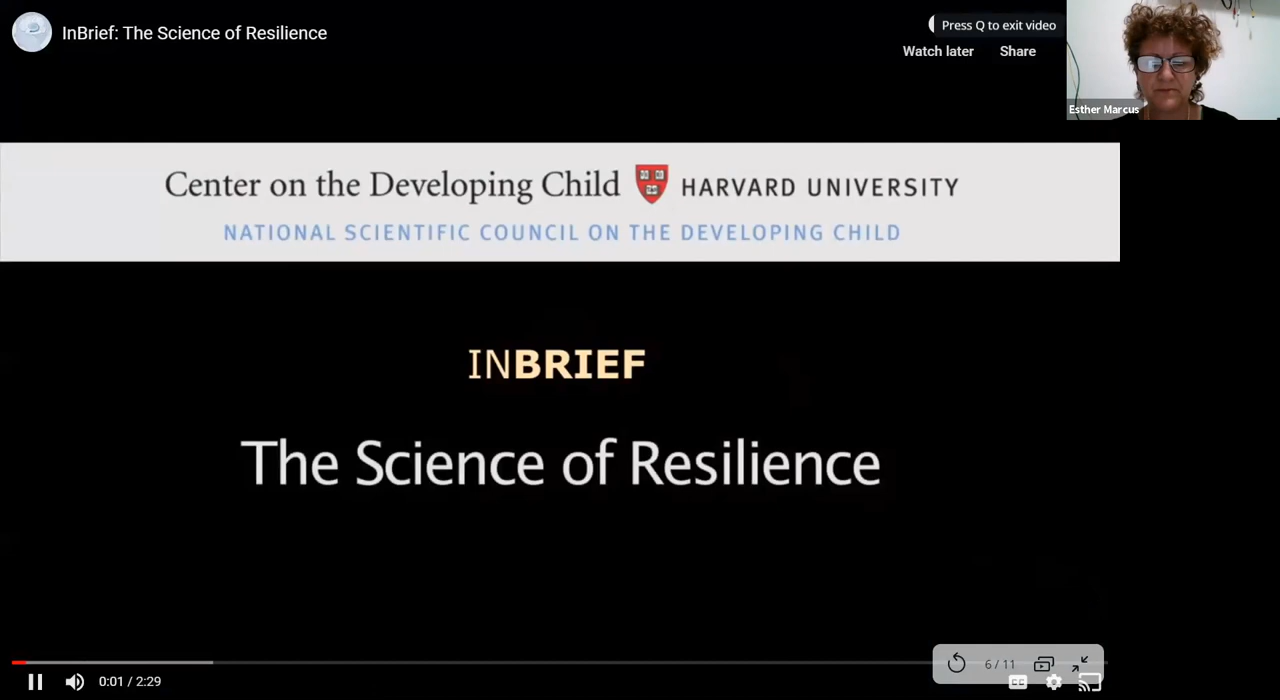 InBrief: The Science of Resilience
Press Q to exit video
Watch later
Share
Esther Marcus
Center on the Developing Child HARVARD UNIVERSITY
NATIONAL SCIENTIFIC COUNCIL ON THE DEVELOPING CHILD
INBRIEF
The Science of Resilience
6 / 11
0:01 / 2:29
CC